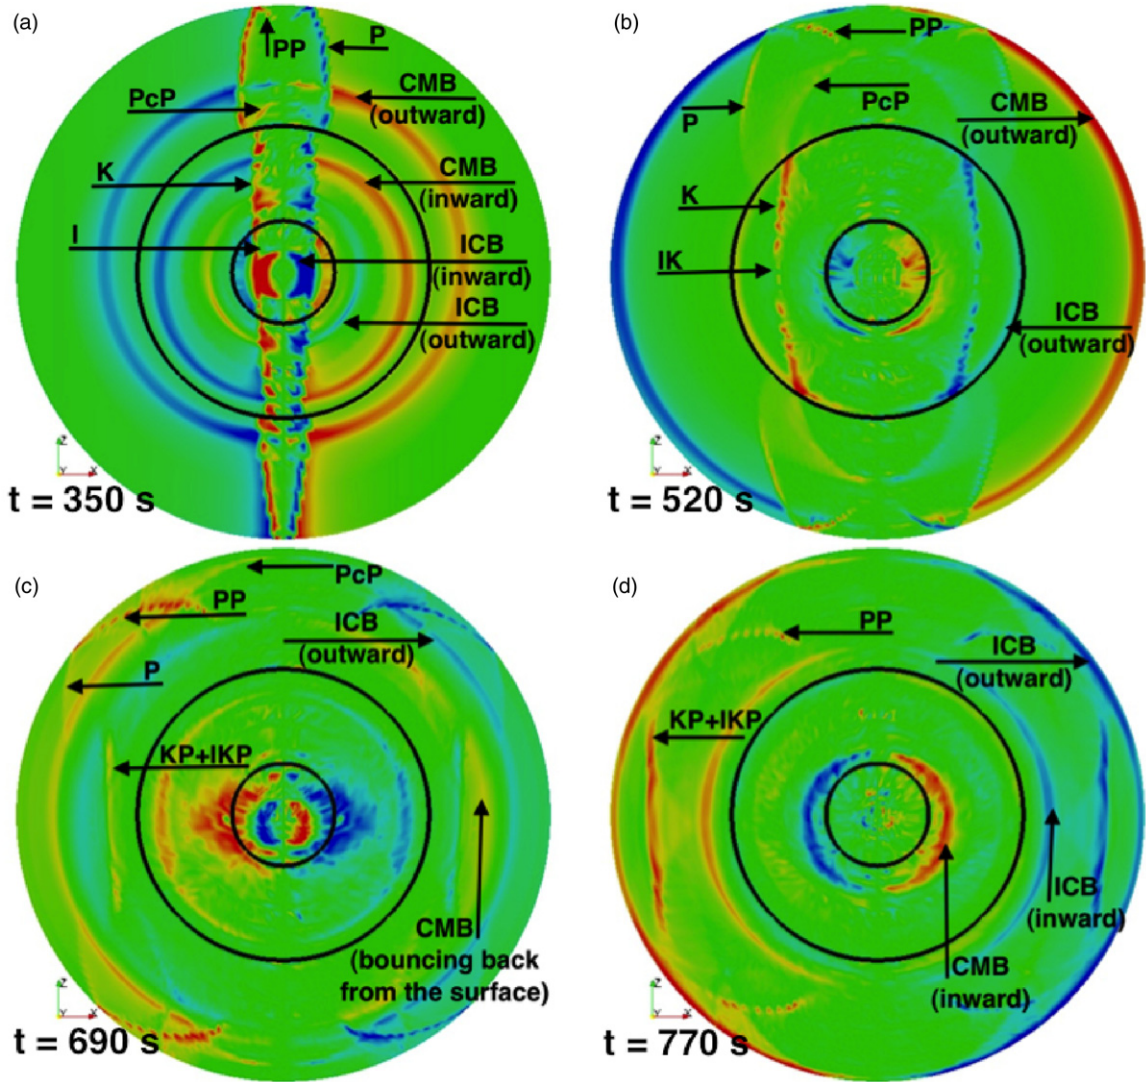 (a)
PP
P
PcP
CMB
(outward)
K
CMB
(inward)
I
ICB
(inward)
ICB
(outward)
Z
Y
X
t = 350 s
(b)
PP
PcP
P
CMB
(outward)
K
IK
ICB
(outward)
Z
Y
X
t = 520 s
(c)
PcP
PP
ICB
(outward)
P
KP+IKP
CMB
(bouncing back
from the surface)
Z
Y
X
t = 690 s
(d)
PP
ICB
(outward)
KP+IKP
ICB
(inward)
CMB
(inward)
Z
Y
X
t = 770 s